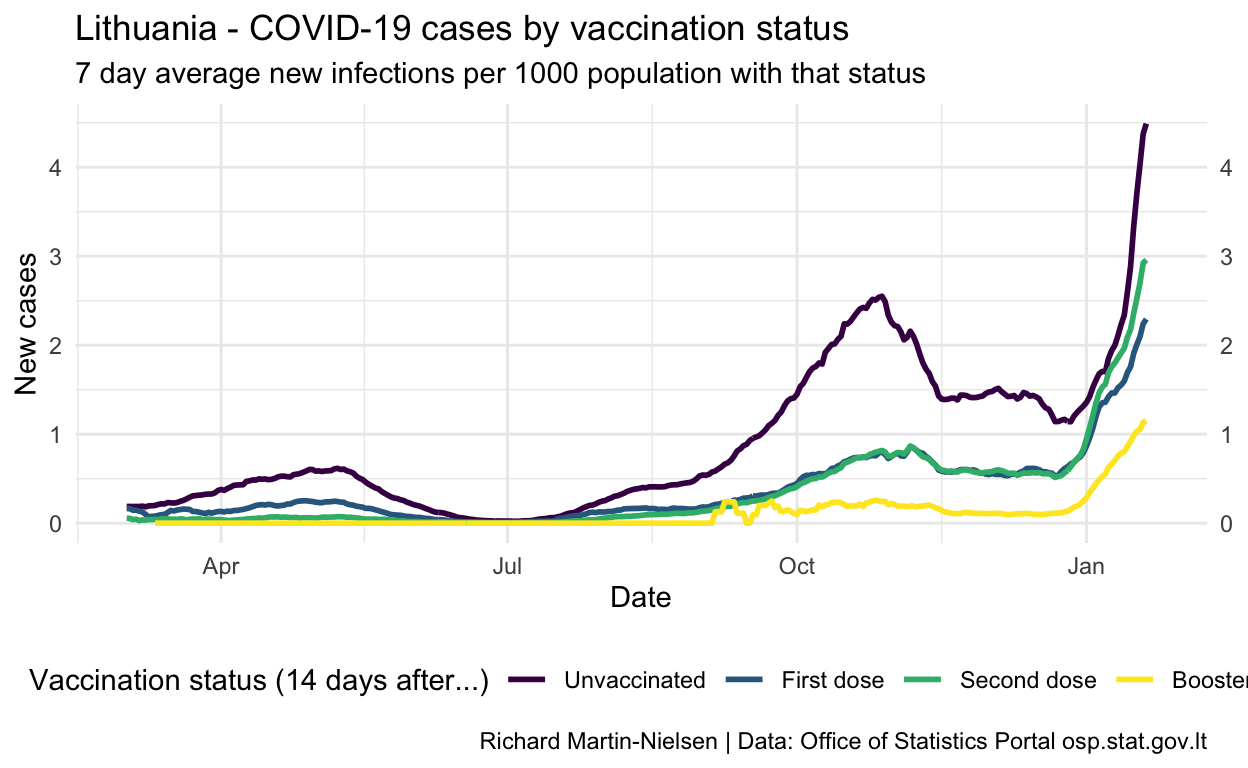 Lithuania - COVID-19 cases by vaccination status
7 day average new infections per 1000 population with that status
New cases
4
3
2
1
0
4
3
2
1
0
Apr Jul Oct Jan
Date
Vaccination status (14 days after...) Unvaccinated First dose Second dose Booster
Richard Martin-Nielsen | Data: Office of Statistics Portal osp.stat.gov.lt